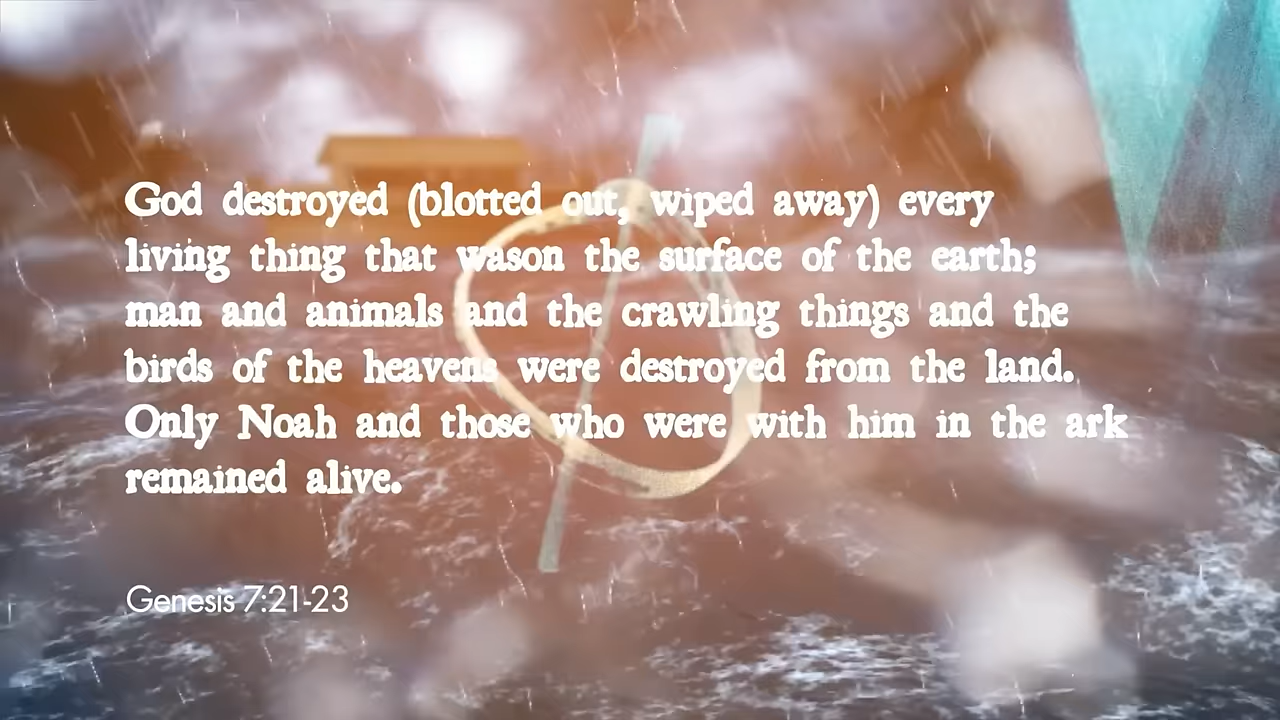 God destroyed (blotted out, wiped away) every
living thing that wason the surface of the earth;
man and animals and the crawling things and the
birds of the heavens were destroyed from the land.
Only Noah and those who were with him in the ark
remained alive.
Genesis 7:21-23